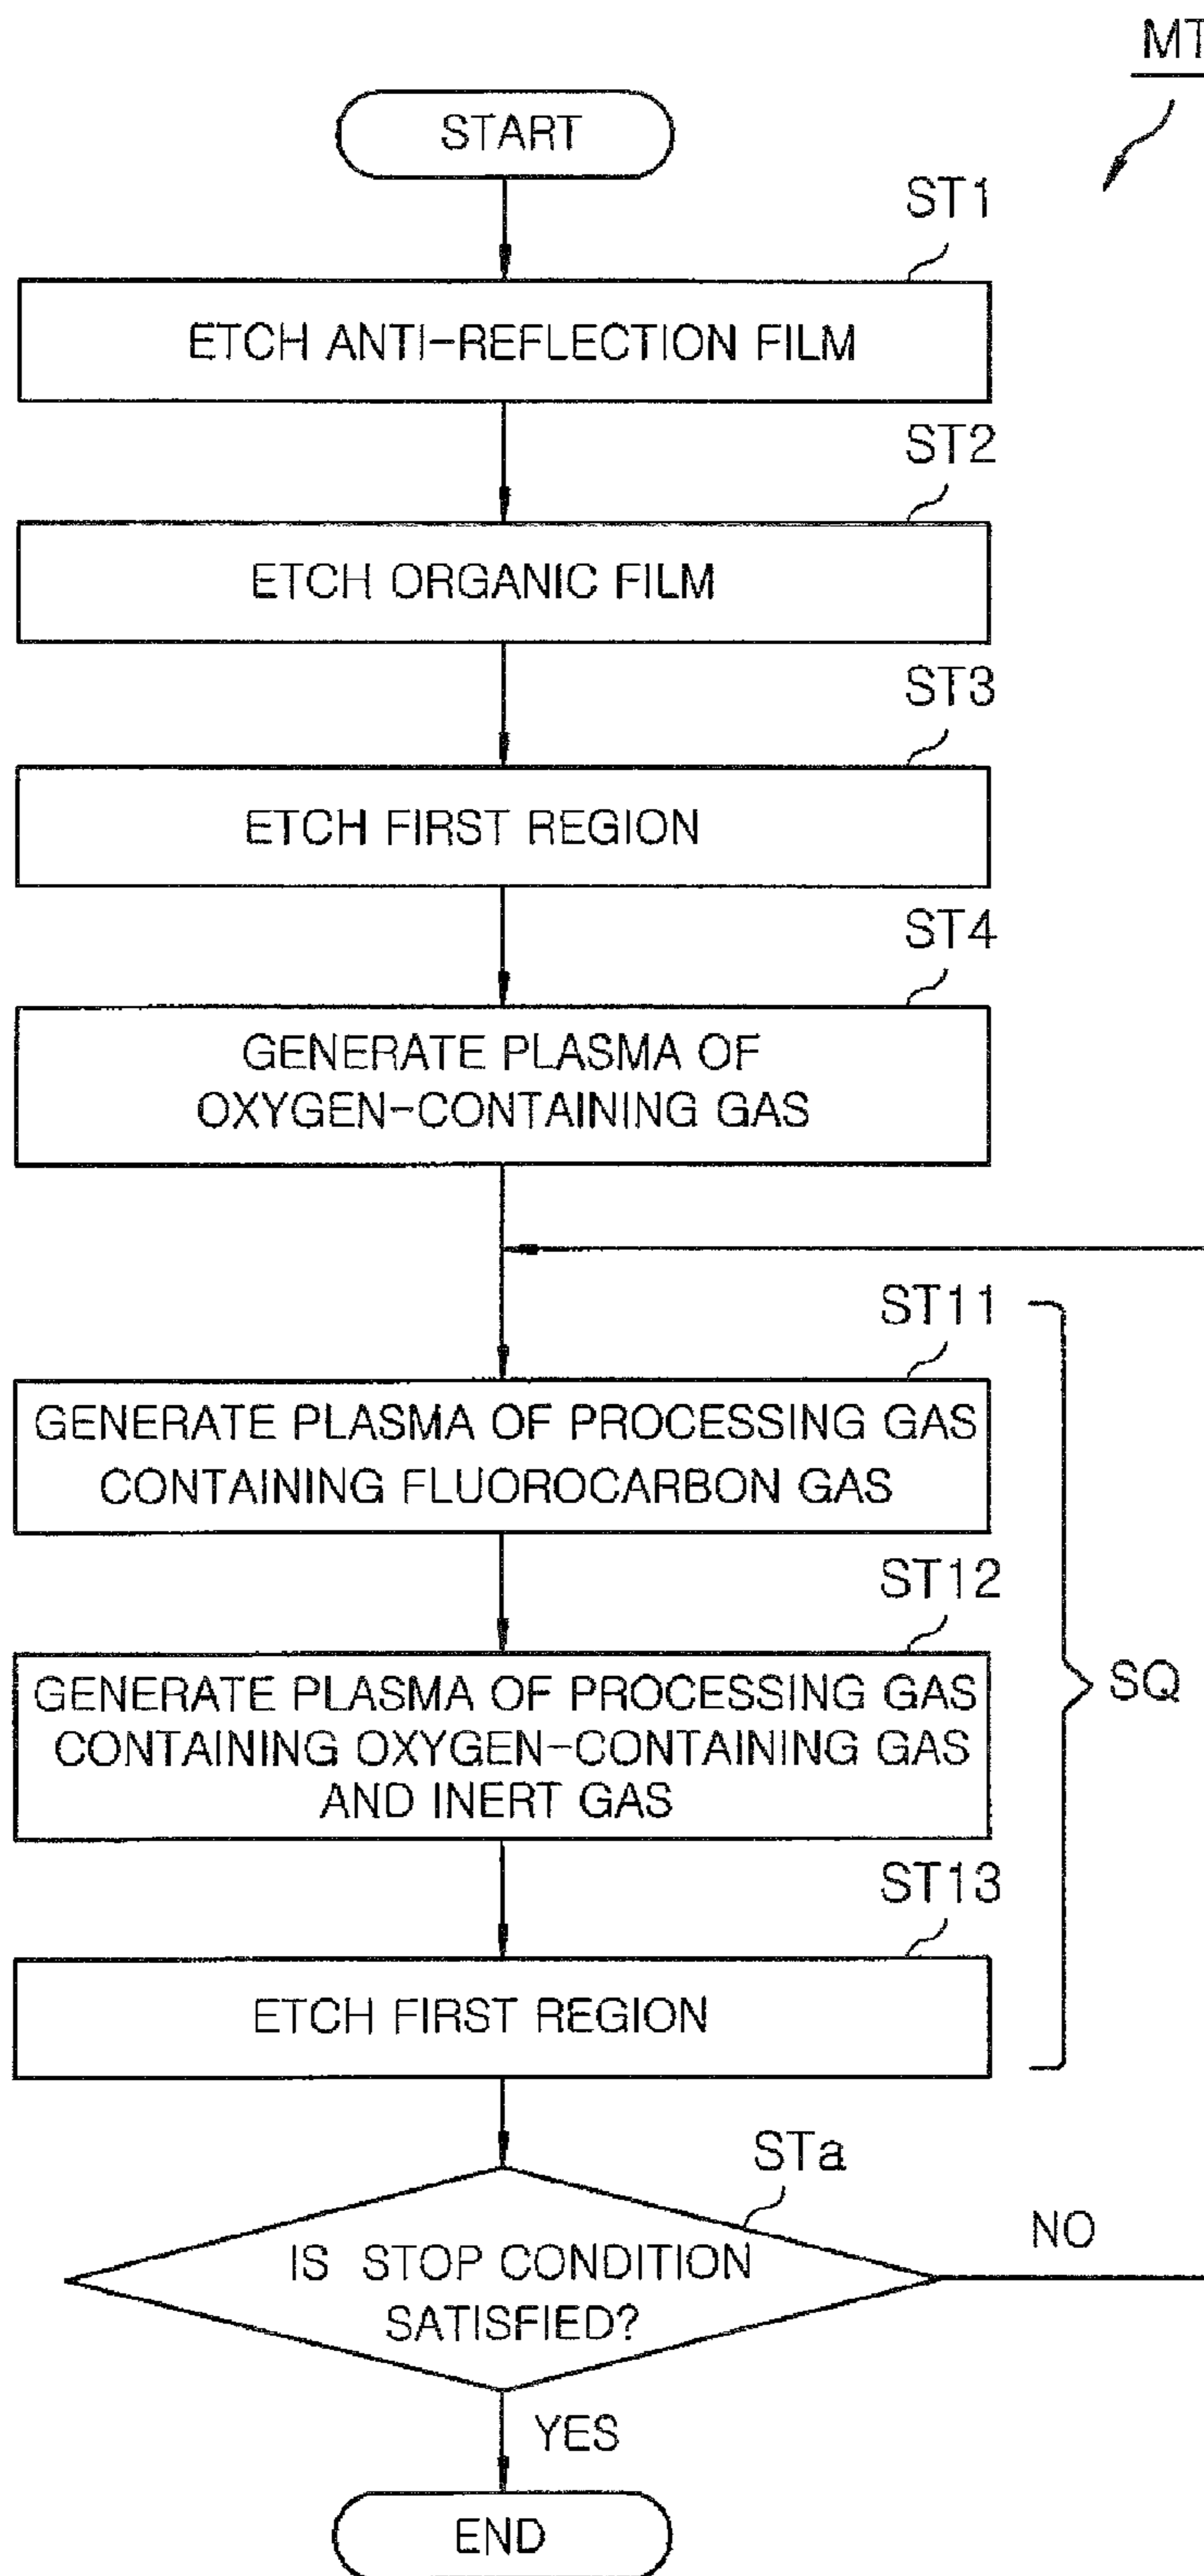 MT
START
ST1
ETCH ANTI-REFLECTION FILM
ST2
ETCH ORGANIC FILM
ST3
ETCH FIRST REGION
ST4
GENERATE PLASMA OF
OXYGEN-CONTAINING GAS
ST11
GENERATE PLASMA OF PROCESSING GAS
CONTAINING FLUOROCARBON GAS
ST12
GENERATE PLASMA OF PROCESSING GAS
CONTAINING OXYGEN-CONTAINING GAS
AND INERT GAS
SQ
ST13
ETCH FIRST REGION
STa
IS STOP CONDITION
SATISFIED?
NO
YES
END